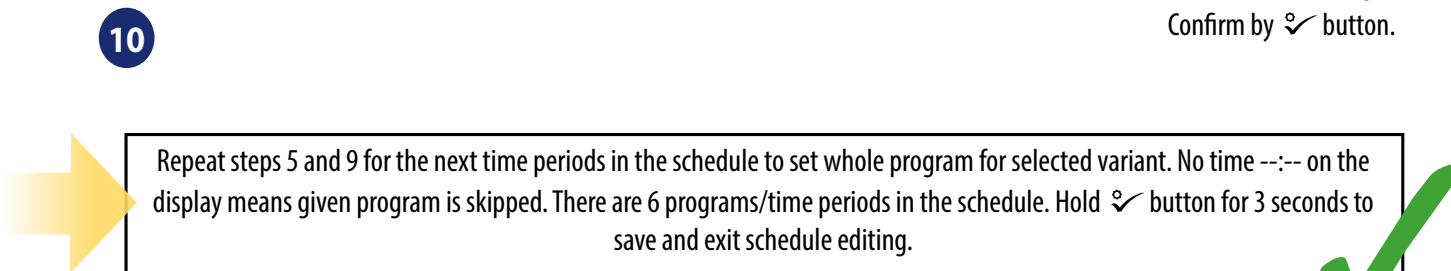 Confirm by button.
10
Repeat steps 5 and 9 for the next time periods in the schedule to set whole program for selected variant. No time --:-- on the
display means given program is skipped. There are 6 programs/time periods in the schedule. Hold button for 3 seconds to
save and exit schedule editing.